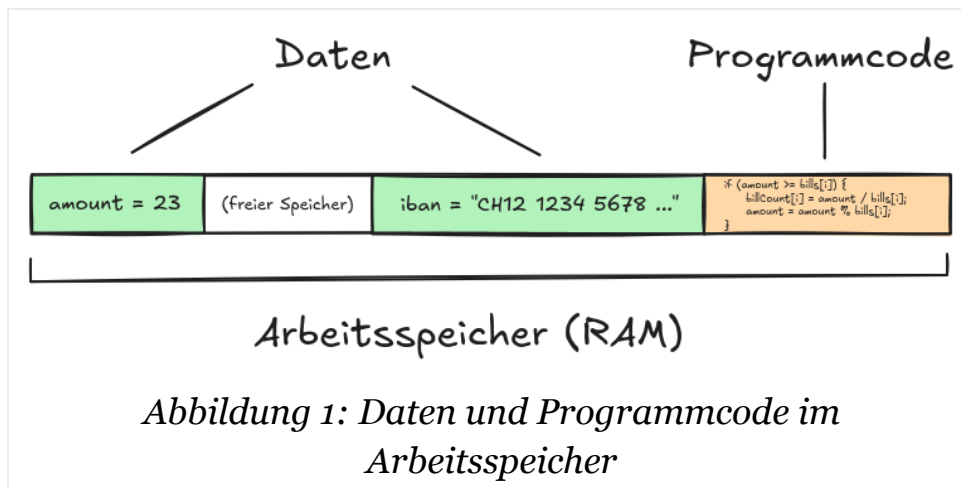 Daten
Programmcode
amount = 23
(freier Speicher)
iban = "CH12 1234 5678 ..."
if (amount >= bills[i]) {
billCount[i] = amount / bills[i];
amount = amount % bills[i];
}
Arbeitsspeicher (RAM)
Abbildung 1: Daten und Programmcode im
Arbeitsspeicher